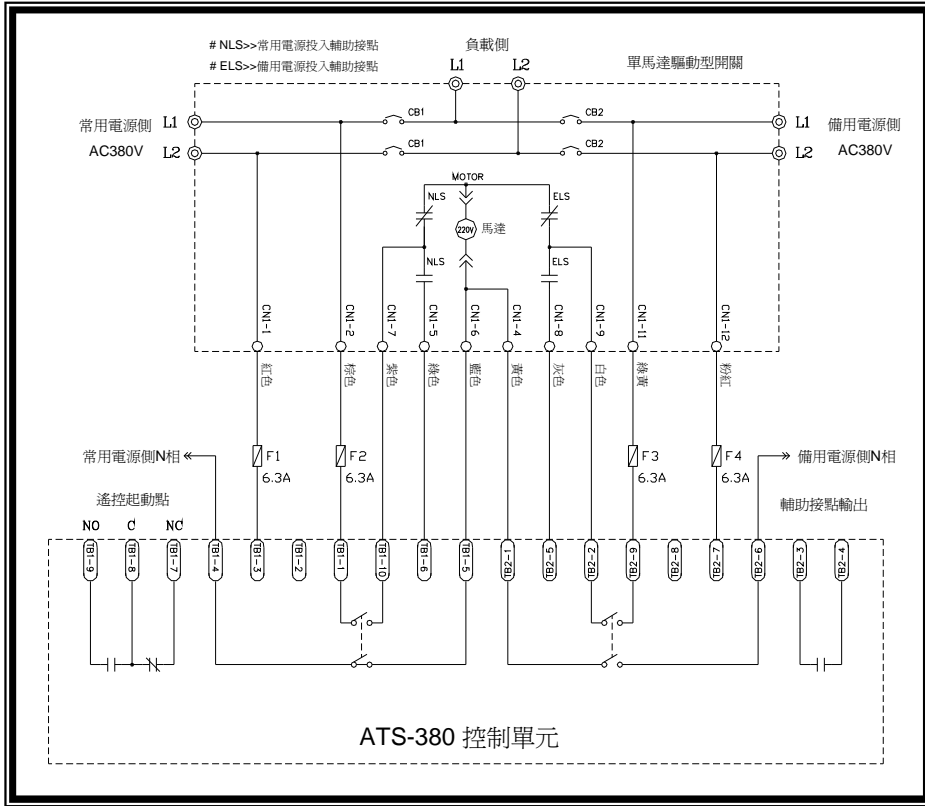 # NLS>>常用電源投入輔助接點
# ELS>>備用電源投入輔助接點
負載側
L1 L2
單馬達驅動型開關
常用電源側
AC380V
L1
L2
CB1
CB1
CB2
CB2
L1
L2
備用電源側
AC380V
MOTOR
NLS
NLS
220V
馬達
ELS
ELS
CN1-1
CN1-2
CN1-7
CN1-5
CN1-6
CN1-4
CN1-8
CN1-9
CN1-11
CN1-12
紅色
棕色
紫色
綠色
藍色
黃色
灰色
白色
綠黃
粉紅
常用電源側N相
F1
6.3A
F2
6.3A
F3
6.3A
F4
6.3A
備用電源側N相
遙控起動點
NO C NC
輔助接點輸出
TB1-9
TB1-8
TB1-7
TB1-4
TB1-3
TB1-2
TB1-1
TB1-10
TB1-6
TB1-5
TB2-1
TB2-5
TB2-2
TB2-9
TB2-8
TB2-7
TB2-6
TB2-3
TB2-4
ATS-380 控制單元